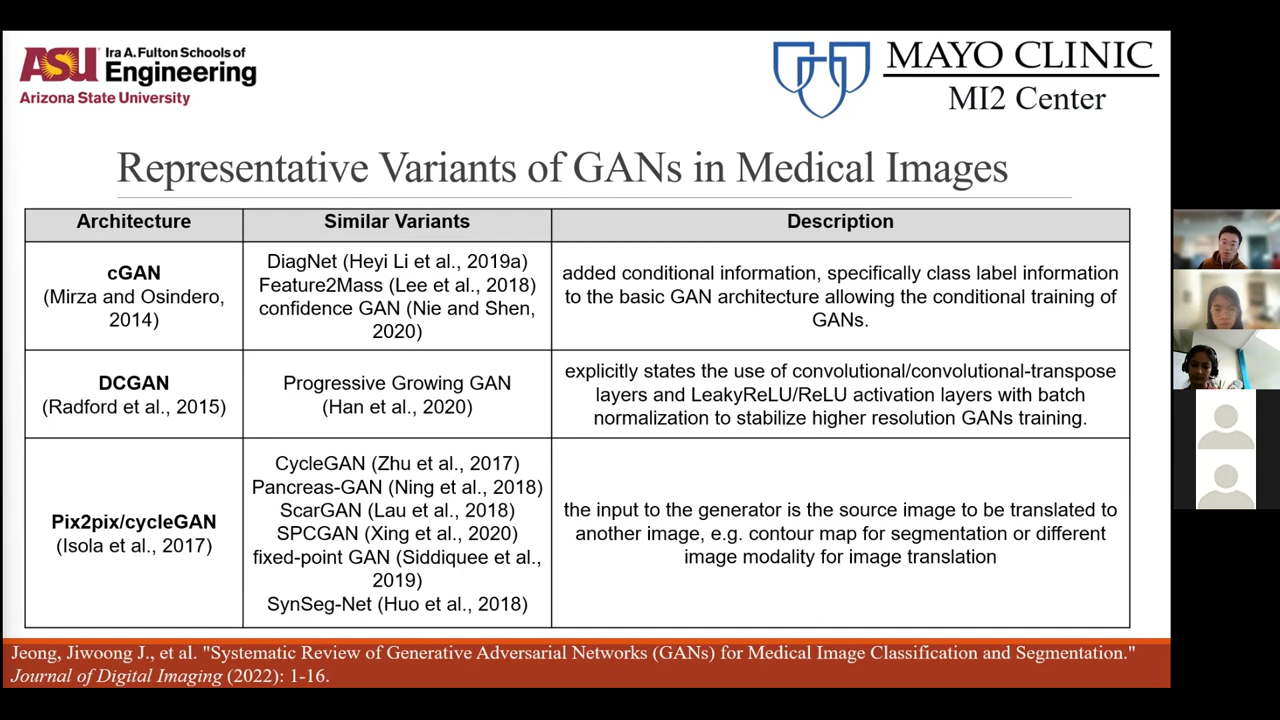 ASU Ira A. Fulton Schools of
Engineering
Arizona State University
MAYO CLINIC
MI2 Center
Representative Variants of GANs in Medical Images
Architecture
Similar Variants
Description
cGAN
(Mirza and Osindero,
2014)
DiagNet (Heyi Li et al., 2019a)
Feature2Mass (Lee et al., 2018)
confidence GAN (Nie and Shen,
2020)
added conditional information, specifically class label information
to the basic GAN architecture allowing the conditional training of
GANs.
DCGAN
(Radford et al., 2015)
Progressive Growing GAN
(Han et al., 2020)
explicitly states the use of convolutional/convolutional-transpose
layers and LeakyReLU/ReLU activation layers with batch
normalization to stabilize higher resolution GANs training.
Pix2pix/cycleGAN
(Isola et al., 2017)
CycleGAN (Zhu et al., 2017)
Pancreas-GAN (Ning et al., 2018)
ScarGAN (Lau et al., 2018)
SPCGAN (Xing et al., 2020)
fixed-point GAN (Siddiquee et al.,
2019)
SynSeg-Net (Huo et al., 2018)
the input to the generator is the source image to be translated to
another image, e.g. contour map for segmentation or different
image modality for image translation
Jeong, Jiwoong J., et al. "Systematic Review of Generative Adversarial Networks (GANs) for Medical Image Classification and Segmentation."
Journal of Digital Imaging (2022): 1-16.